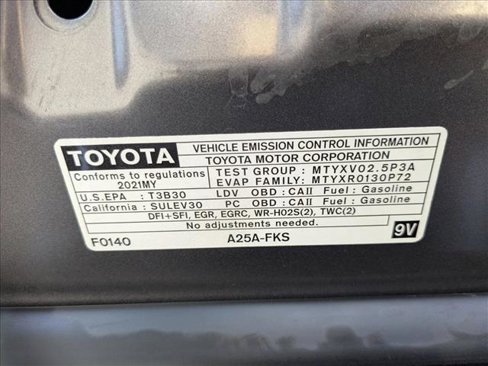 TOYOTA
VEHICLE EMISSION CONTROL INFORMATION
TOYOTA MOTOR CORPORATION
Conforms to regulations
2021MY
TEST GROUP : MTYXV02.5P3A
EVAP FAMILY: MTYXR0130P72
U.S.EPA : T3B30 LDV OBD : CAII Fuel : Gasoline
California : SULEV30 PC OBD : CAII Fuel : Gasoline
DFI+SFI, EGR, EGRC, WR-HO2S(2), TWC(2)
No adjustments needed.
F0140 A25A-FKS 9V